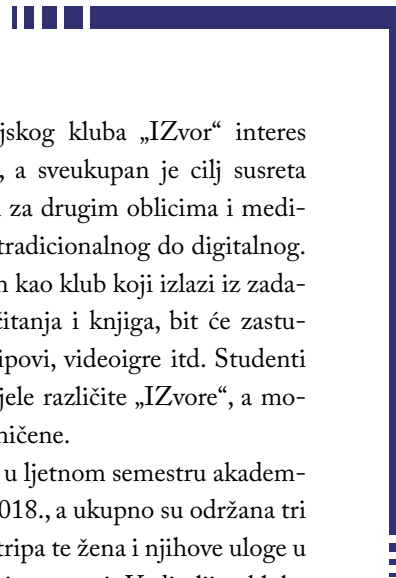 jskog kluba „IZvor“ interes
, a sveukupan je cilj susreta
za drugim oblicima i medi-
tradicionalnog do digitalnog.
kao klub koji izlazi iz zada-
čitanja i knjiga, bit će zastu-
ipovi, videoigre itd. Studenti
jele različite „IZvore“, a mo-
ničene.
u ljetnom semestru akadem-
018., a ukupno su održana tri
tripa te žena i njihove uloge u